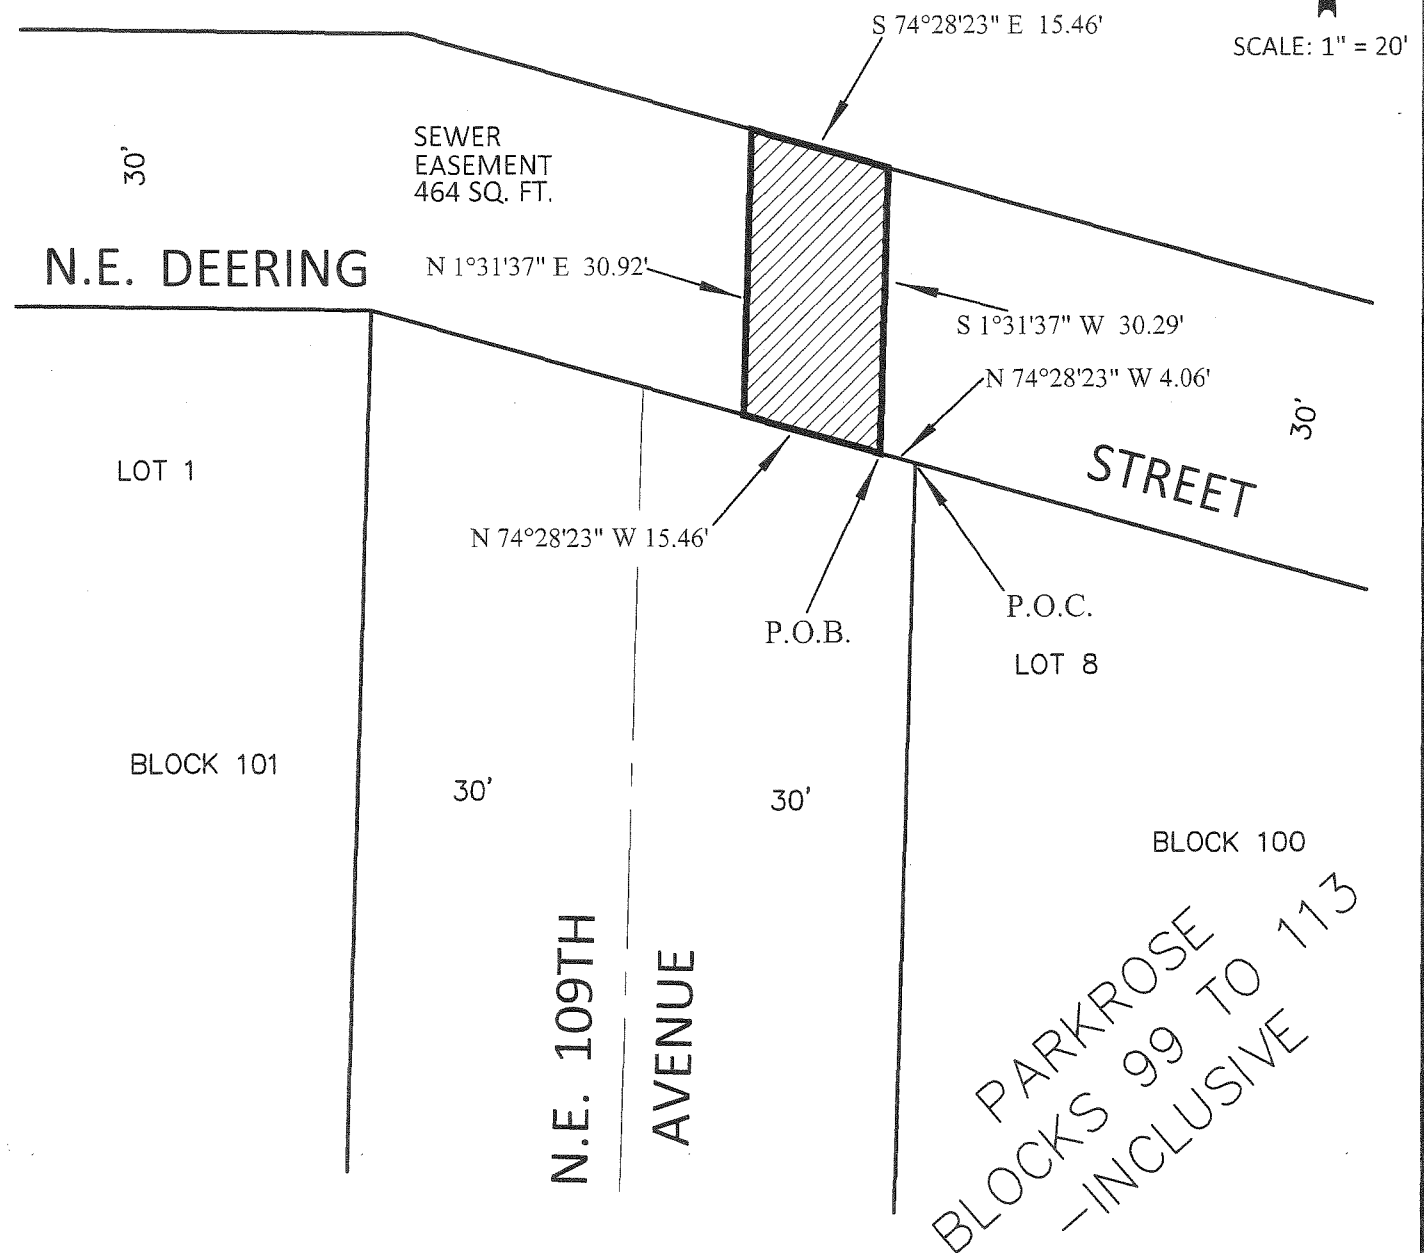 S 74°28'23" E 15.46'
SCALE: 1" = 20'
30'
SEWER
EASEMENT
464 SQ. FT.
N.E. DEERING
N 1°31'37" E 30.92'
S 1°31'37" W 30.29'
N 74°28'23" W 4.06'
30'
STREET
LOT 1
N 74°28'23" W 15.46'
P.O.B.
P.O.C.
LOT 8
BLOCK 101
30'
30'
BLOCK 100
N.E. 109TH
AVENUE
PARKROSE
BLOCKS 99 TO 113
-INCLUSIVE